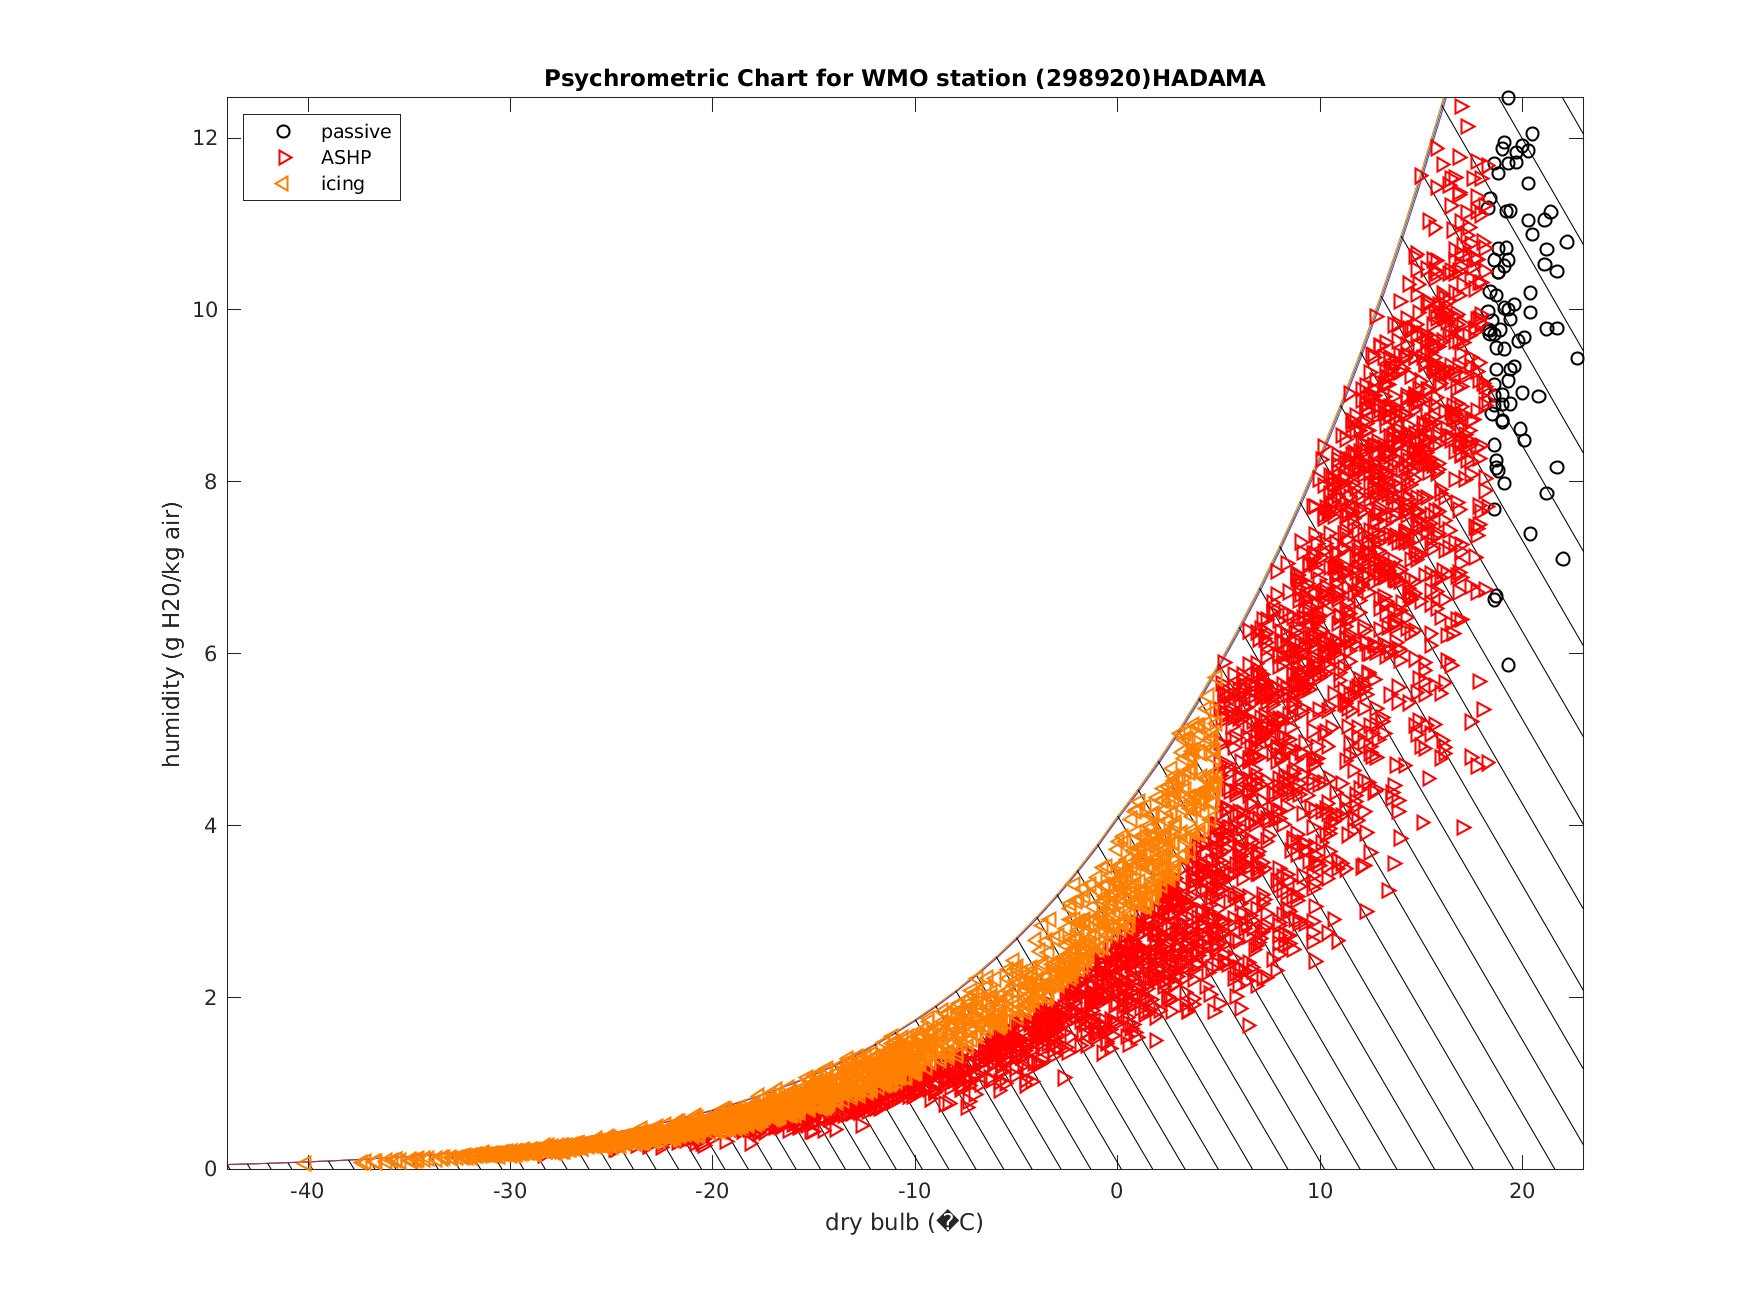 Psychrometric Chart for WMO station (298920)HADAMA
passive
ASHP
icing
humidity (g H20/kg air)
12
10
8
6
4
2
0
-40 -30 -20 -10 0 10 20
dry bulb (�C)